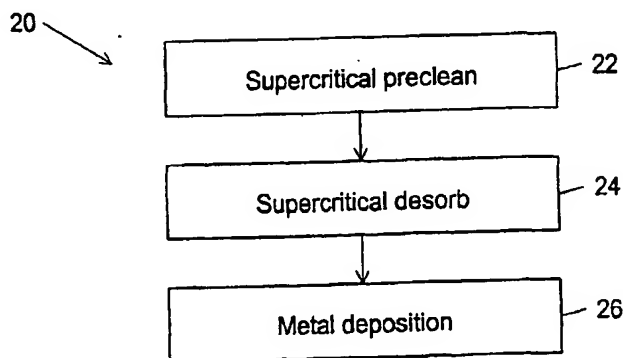 20
Supercritical preclean
22
Supercritical desorb
24
Metal deposition
26